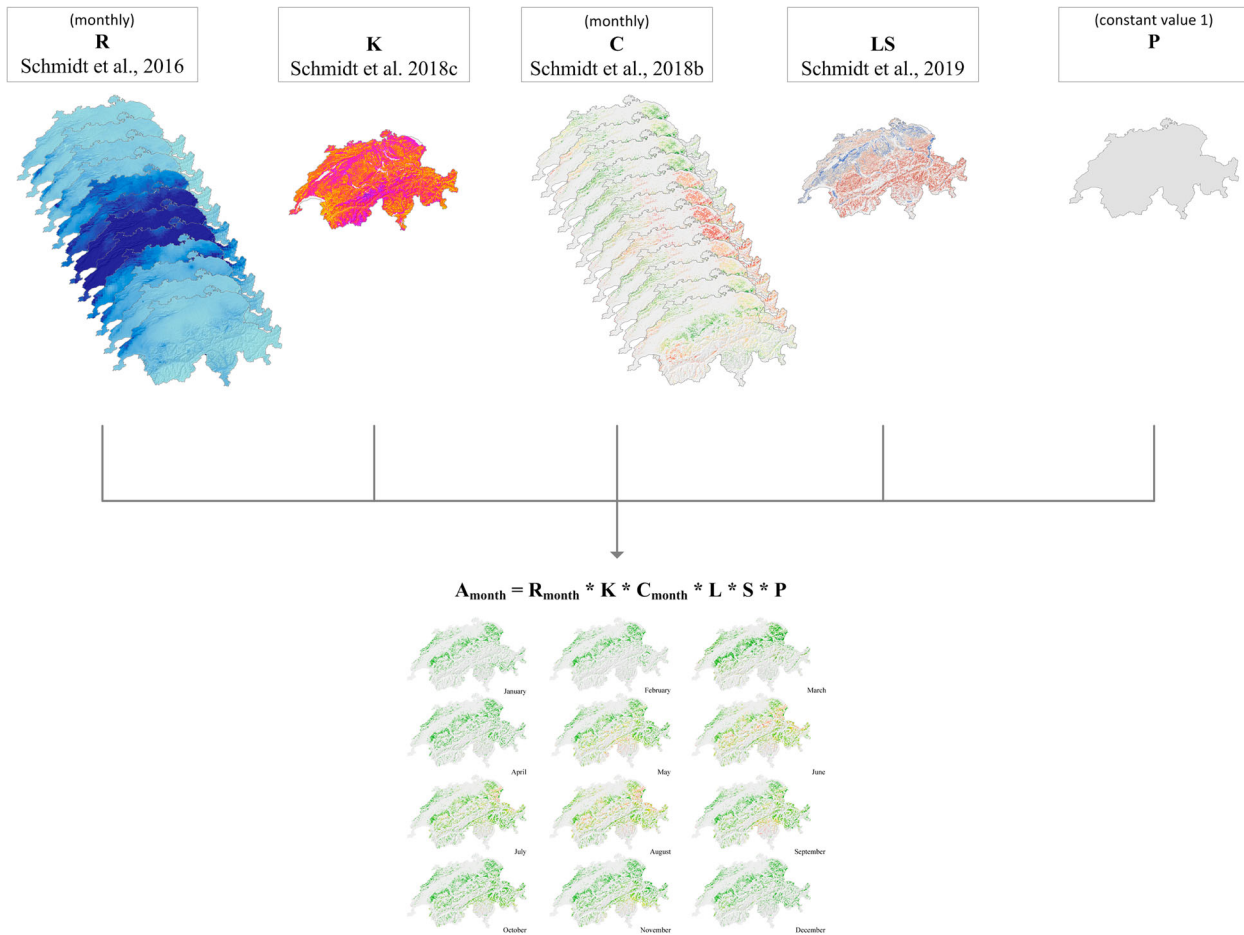 (monthly)
R
Schmidt et al., 2016
K
Schmidt et al. 2018c
(monthly)
C
Schmidt et al., 2018b
LS
Schmidt et al., 2019
(constant value 1)
P
Amonth = Rmonth * K * Cmonth * L * S * P
January
February
March
April
May
June
July
August
September
October
November
December